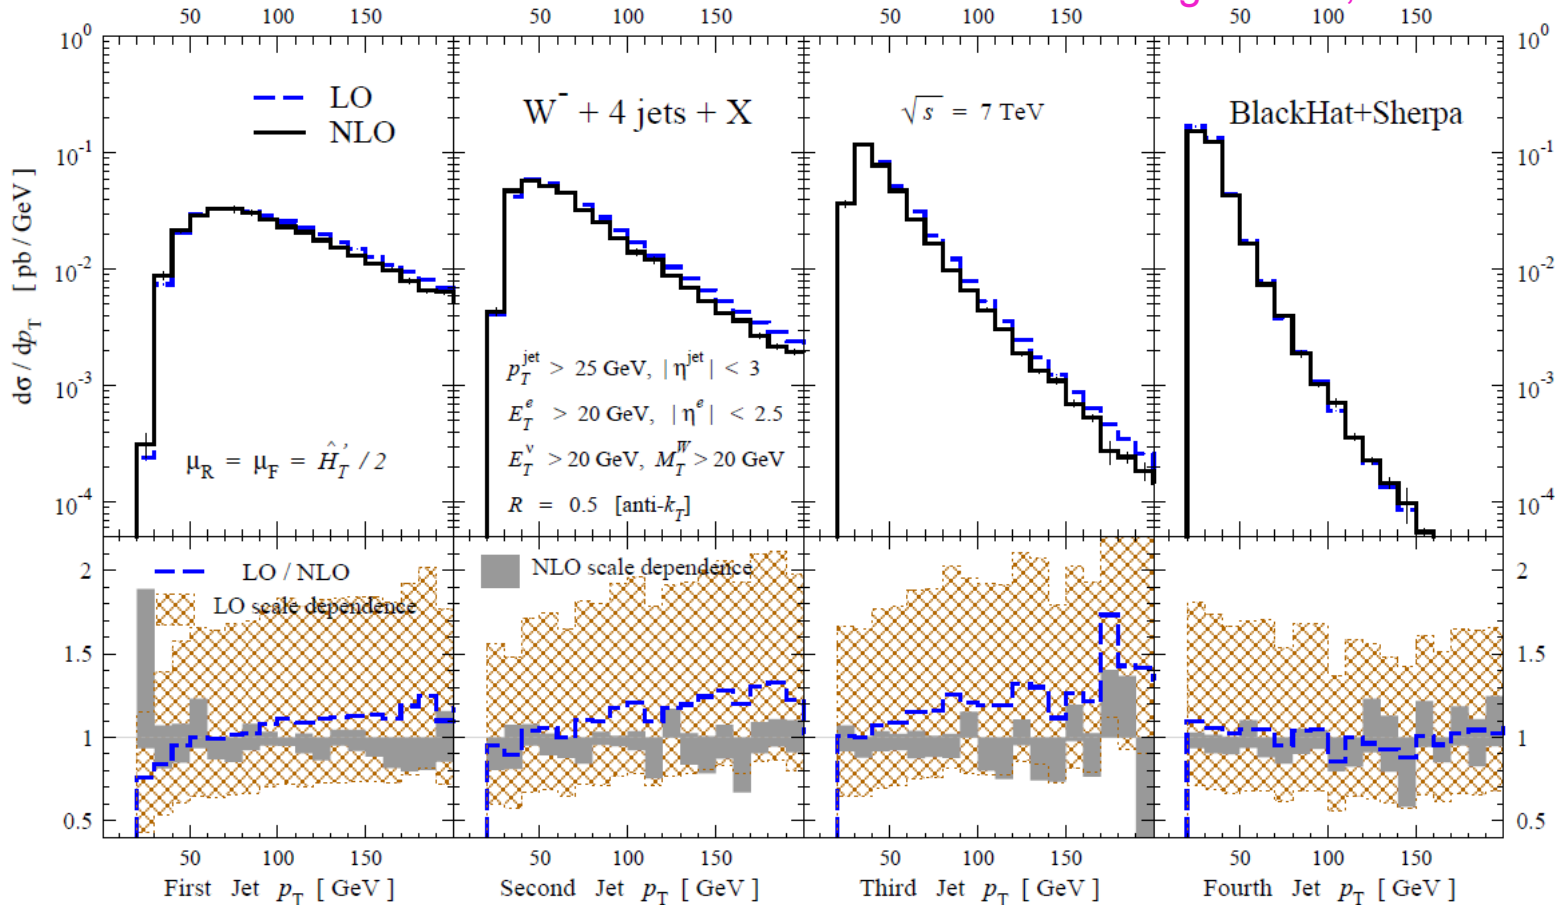 50 100 150 50 100 150 50 100 150 50 100 150
10^0 10^0
LO
NLO
W^- + 4 jets + X
√s = 7 TeV
BlackHat+Sherpa
10^-1 10^-1
dσ / dp_T [ pb / GeV ]
10^-2 10^-2
10^-3 10^-3
10^-4 10^-4
μ_R = μ_F = Ĥ_T' / 2
p_T^jet > 25 GeV, | η^jet | < 3
E_T^e > 20 GeV, | η^e | < 2.5
E_T^ν > 20 GeV, M_T^W > 20 GeV
R = 0.5 [anti-k_T]
LO / NLO
LO scale dependence
NLO scale dependence
2 2
1.5 1.5
1 1
0.5 0.5
50 100 150 50 100 150 50 100 150 50 100 150
First Jet p_T [ GeV ] Second Jet p_T [ GeV ] Third Jet p_T [ GeV ] Fourth Jet p_T [ GeV ]